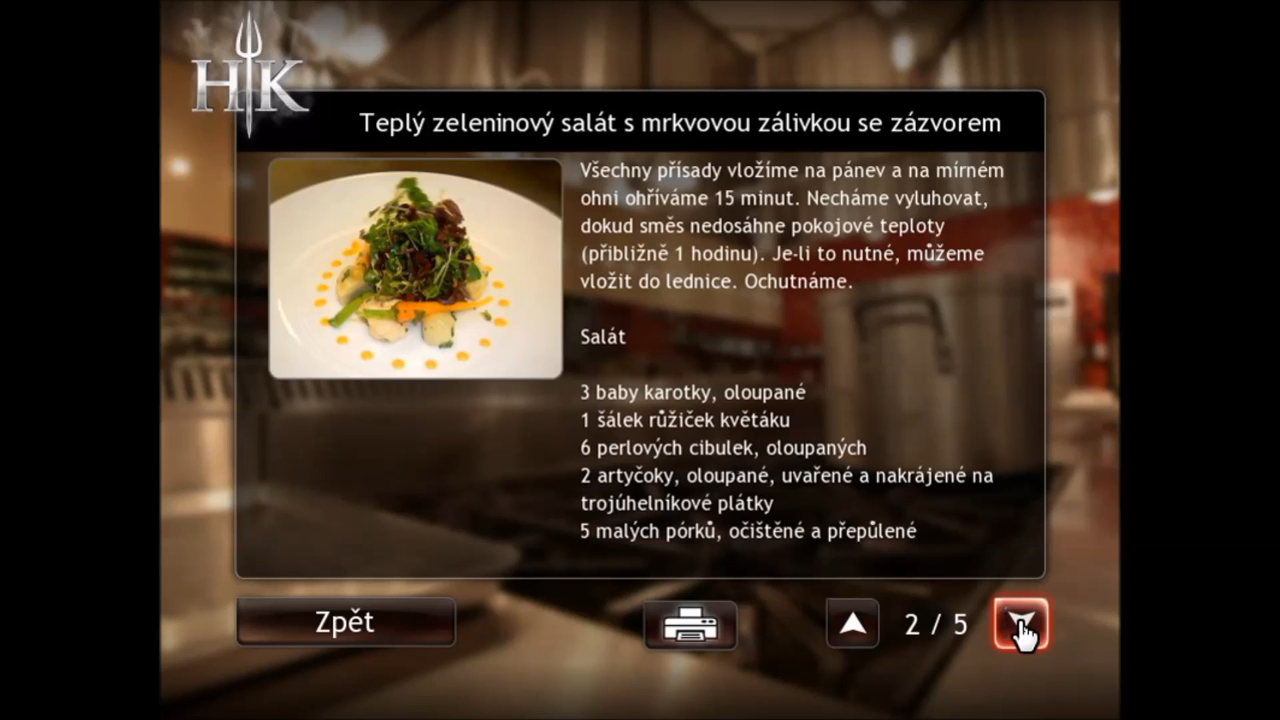 HK
Teplý zeleninový salát s mrkvovou zálivkou se zázvorem
Všechny přísady vložíme na pánev a na mírném
ohni ohříváme 15 minut. Necháme vyluhovat,
dokud směs nedosáhne pokojové teploty
(přibližně 1 hodinu). Je-li to nutné, můžeme
vložit do lednice. Ochutnáme.
Salát
3 baby karotky, oloupané
1 šálek růžiček květáku
6 perlových cibulek, oloupaných
2 artyčoky, oloupané, uvařené a nakrájené na
trojúhelníkové plátky
5 malých pórků, očištěné a přepůlené
Zpět
2 / 5